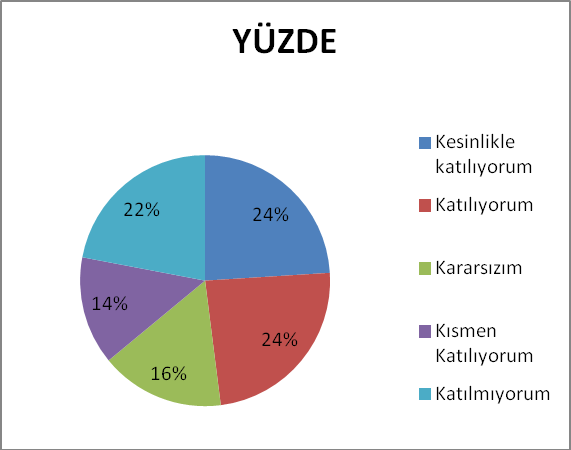 YÜZDE
Kesinlikle
katılıyorum
Katılıyorum
Kararsızım
Kısmen
Katılıyorum
Katılmıyorum
24%
24%
16%
14%
22%